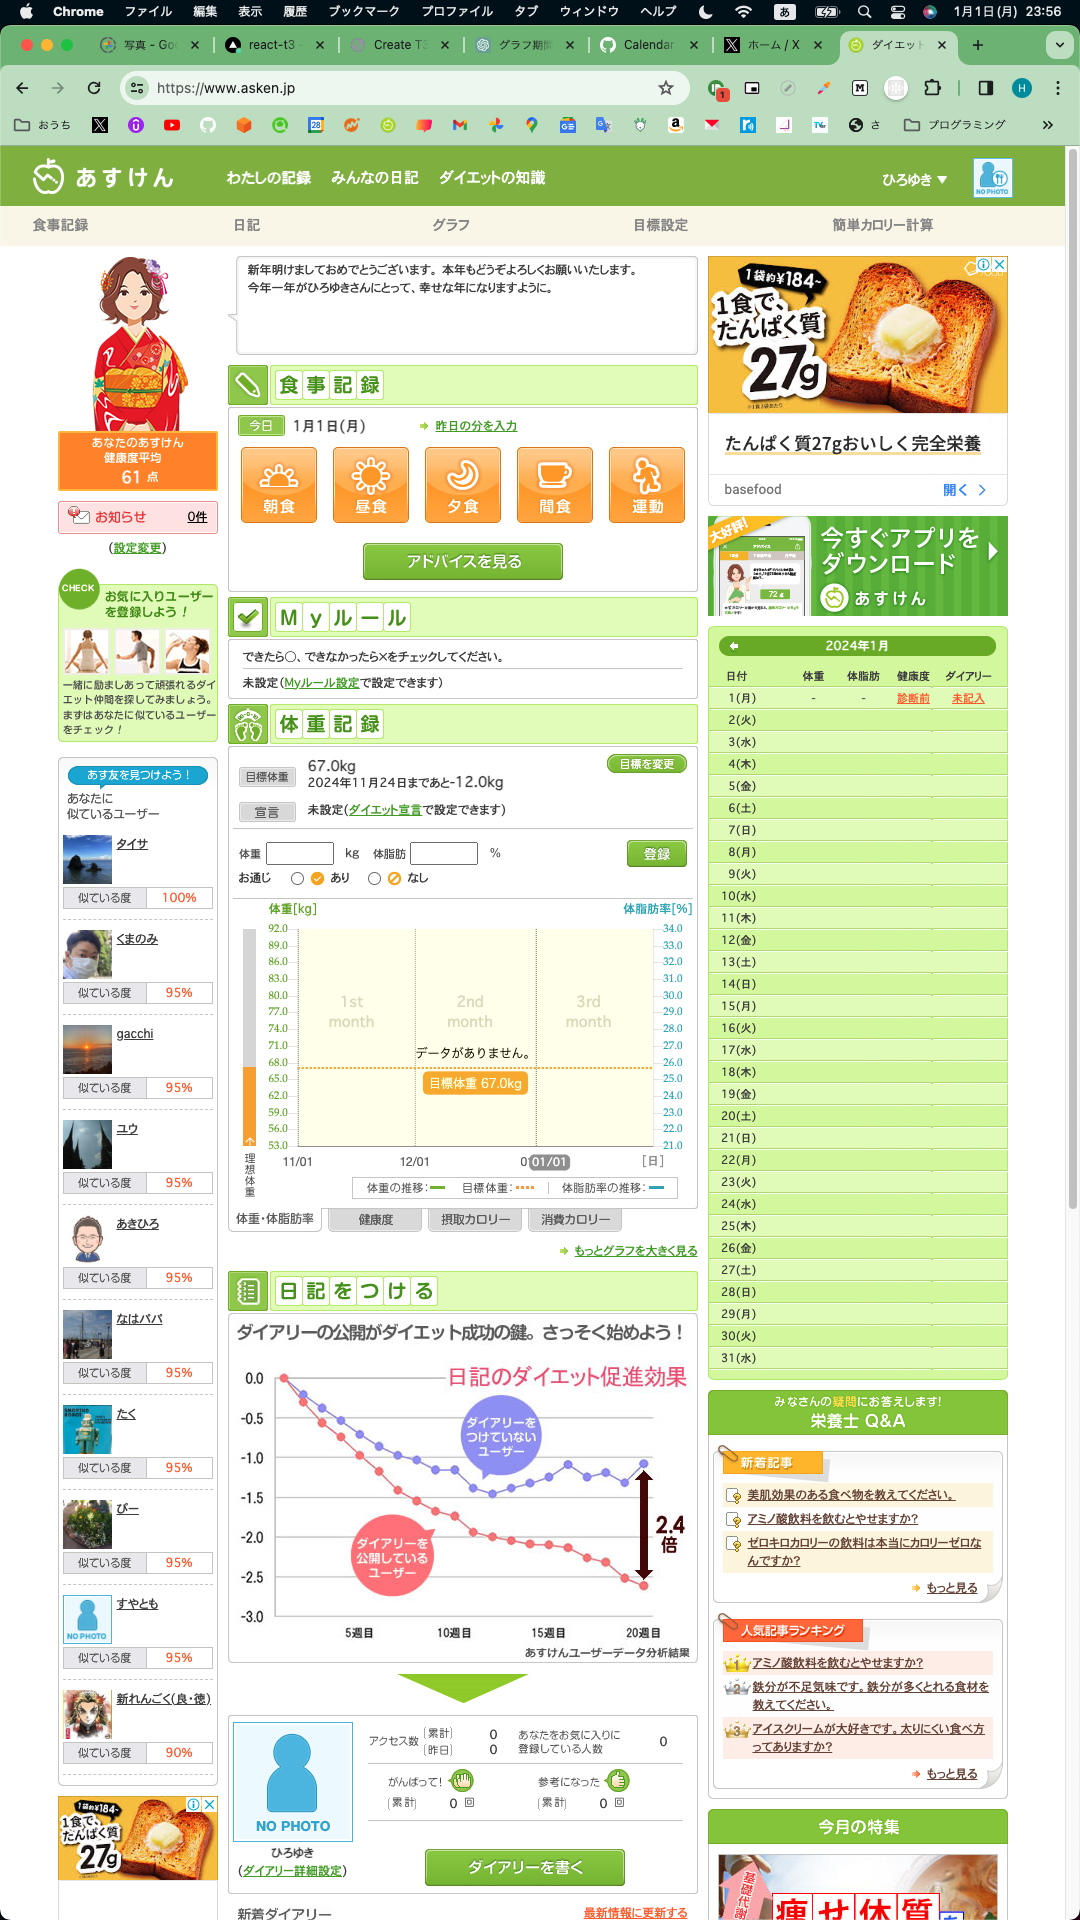 Chrome ファイル 編集 表示 履歴 ブックマーク プロファイル タブ ウィンドウ ヘルプ あ 1月1日(月) 23:56
写真 - Goo
react-t3
Create T3
グラフ期間
Calendar
ホーム / X
ダイエット
https://www.asken.jp
1
M
H
おうち
28
さ
プログラミング
あすけん
わたしの記録 みんなの日記 ダイエットの知識
ひろゆき▼
NO PHOTO
食事記録 日記 グラフ 目標設定 簡単カロリー計算
あなたのあすけん
健康度平均
61 点
お知らせ 0件
(設定変更)
CHECK
お気に入りユーザー
を登録しよう！
一緒に励ましあって頑張れるダイ
エット仲間を探してみましょう。
まずはあなたに似ているユーザー
をチェック！
あす友を見つけよう！
あなたに
似ているユーザー
タイサ
似ている度 100%
くまのみ
似ている度 95%
gacchi
似ている度 95%
ユウ
似ている度 95%
あきひろ
似ている度 95%
なはパパ
似ている度 95%
たく
似ている度 95%
ぴー
似ている度 95%
すやとも
NO PHOTO
似ている度 95%
新れんごく(良・徳)
似ている度 90%
1袋約¥184~
1食で、
たんぱく質
27g
新年明けましておめでとうございます。本年もどうぞよろしくお願いいたします。
今年一年がひろゆきさんにとって、幸せな年になりますように。
食事記録
今日 1月1日(月) 昨日の分を入力
朝食 昼食 夕食 間食 運動
アドバイスを見る
Myルール
できたら○、できなかったら×をチェックしてください。
未設定(Myルール設定で設定できます)
体重記録
目標体重 67.0kg
2024年11月24日まであと-12.0kg
目標を変更
宣言 未設定(ダイエット宣言で設定できます)
体重 kg 体脂肪 %
登録
お通じ あり なし
体重[kg] 体脂肪率[%]
92.0 34.0
89.0 33.0
86.0 32.0
83.0 31.0
80.0 30.0
77.0 29.0
74.0 28.0
71.0 27.0
68.0 26.0
65.0 25.0
62.0 24.0
59.0 23.0
56.0 22.0
53.0 21.0
1st month
2nd month
3rd month
データがありません。
目標体重 67.0kg
理想体重
11/01 12/01 01/01 [日]
体重の推移: 目標体重: 体脂肪率の推移:
体重・体脂肪率 健康度 摂取カロリー 消費カロリー
もっとグラフを大きく見る
日記をつける
ダイアリーの公開がダイエット成功の鍵。さっそく始めよう！
日記のダイエット促進効果
0.0
-0.5
-1.0
-1.5
-2.0
-2.5
-3.0
ダイアリーを
つけていない
ユーザー
ダイアリーを
公開している
ユーザー
2.4
倍
5週目 10週目 15週目 20週目
あすけんユーザーデータ分析結果
NO PHOTO
ひろゆき
(ダイアリー詳細設定)
アクセス数 (累計) 0
(昨日) 0
あなたをお気に入りに
登録している人数 0
がんばって！
(累計) 0 回
参考になった
(累計) 0 回
ダイアリーを書く
新着ダイアリー 最新情報に更新する
1袋約¥184~
1食で、
たんぱく質
27g
たんぱく質27gおいしく完全栄養
basefood 開く
大好評!
アドバイス
72点
今すぐアプリを
ダウンロード
あすけん
2024年1月
日付 体重 体脂肪 健康度 ダイアリー
1(月) - - 診断前 未記入
2(火)
3(水)
4(木)
5(金)
6(土)
7(日)
8(月)
9(火)
10(水)
11(木)
12(金)
13(土)
14(日)
15(月)
16(火)
17(水)
18(木)
19(金)
20(土)
21(日)
22(月)
23(火)
24(水)
25(木)
26(金)
27(土)
28(日)
29(月)
30(火)
31(水)
みなさんの疑問にお答えします!
栄養士 Q&A
新着記事
美肌効果のある食べ物を教えてください。
アミノ酸飲料を飲むとやせますか?
ゼロキロカロリーの飲料は本当にカロリーゼロな
んですか?
もっと見る
人気記事ランキング
1 アミノ酸飲料を飲むとやせますか?
2 鉄分が不足気味です。鉄分が多くとれる食材を
教えてください。
3 アイスクリームが大好きです。太りにくい食べ方
ってありますか?
もっと見る
今月の特集
基礎代謝
痩せ体質